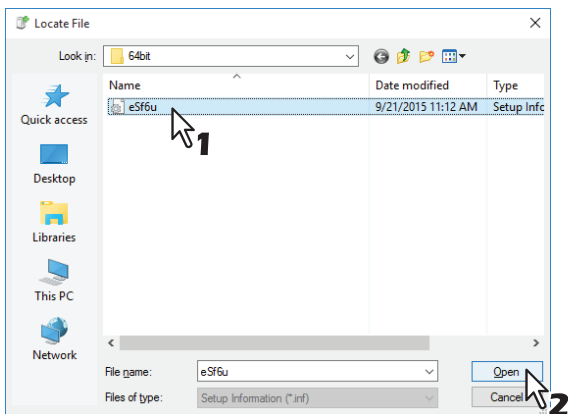 Locate File
Look in: 64bit
Name Date modified Type
eSf6u 9/21/2015 11:12 AM Setup Infc
1
Quick access
Desktop
Libraries
This PC
Network
File name: eSf6u Open
Files of type: Setup Information (*.inf) Cancel
2